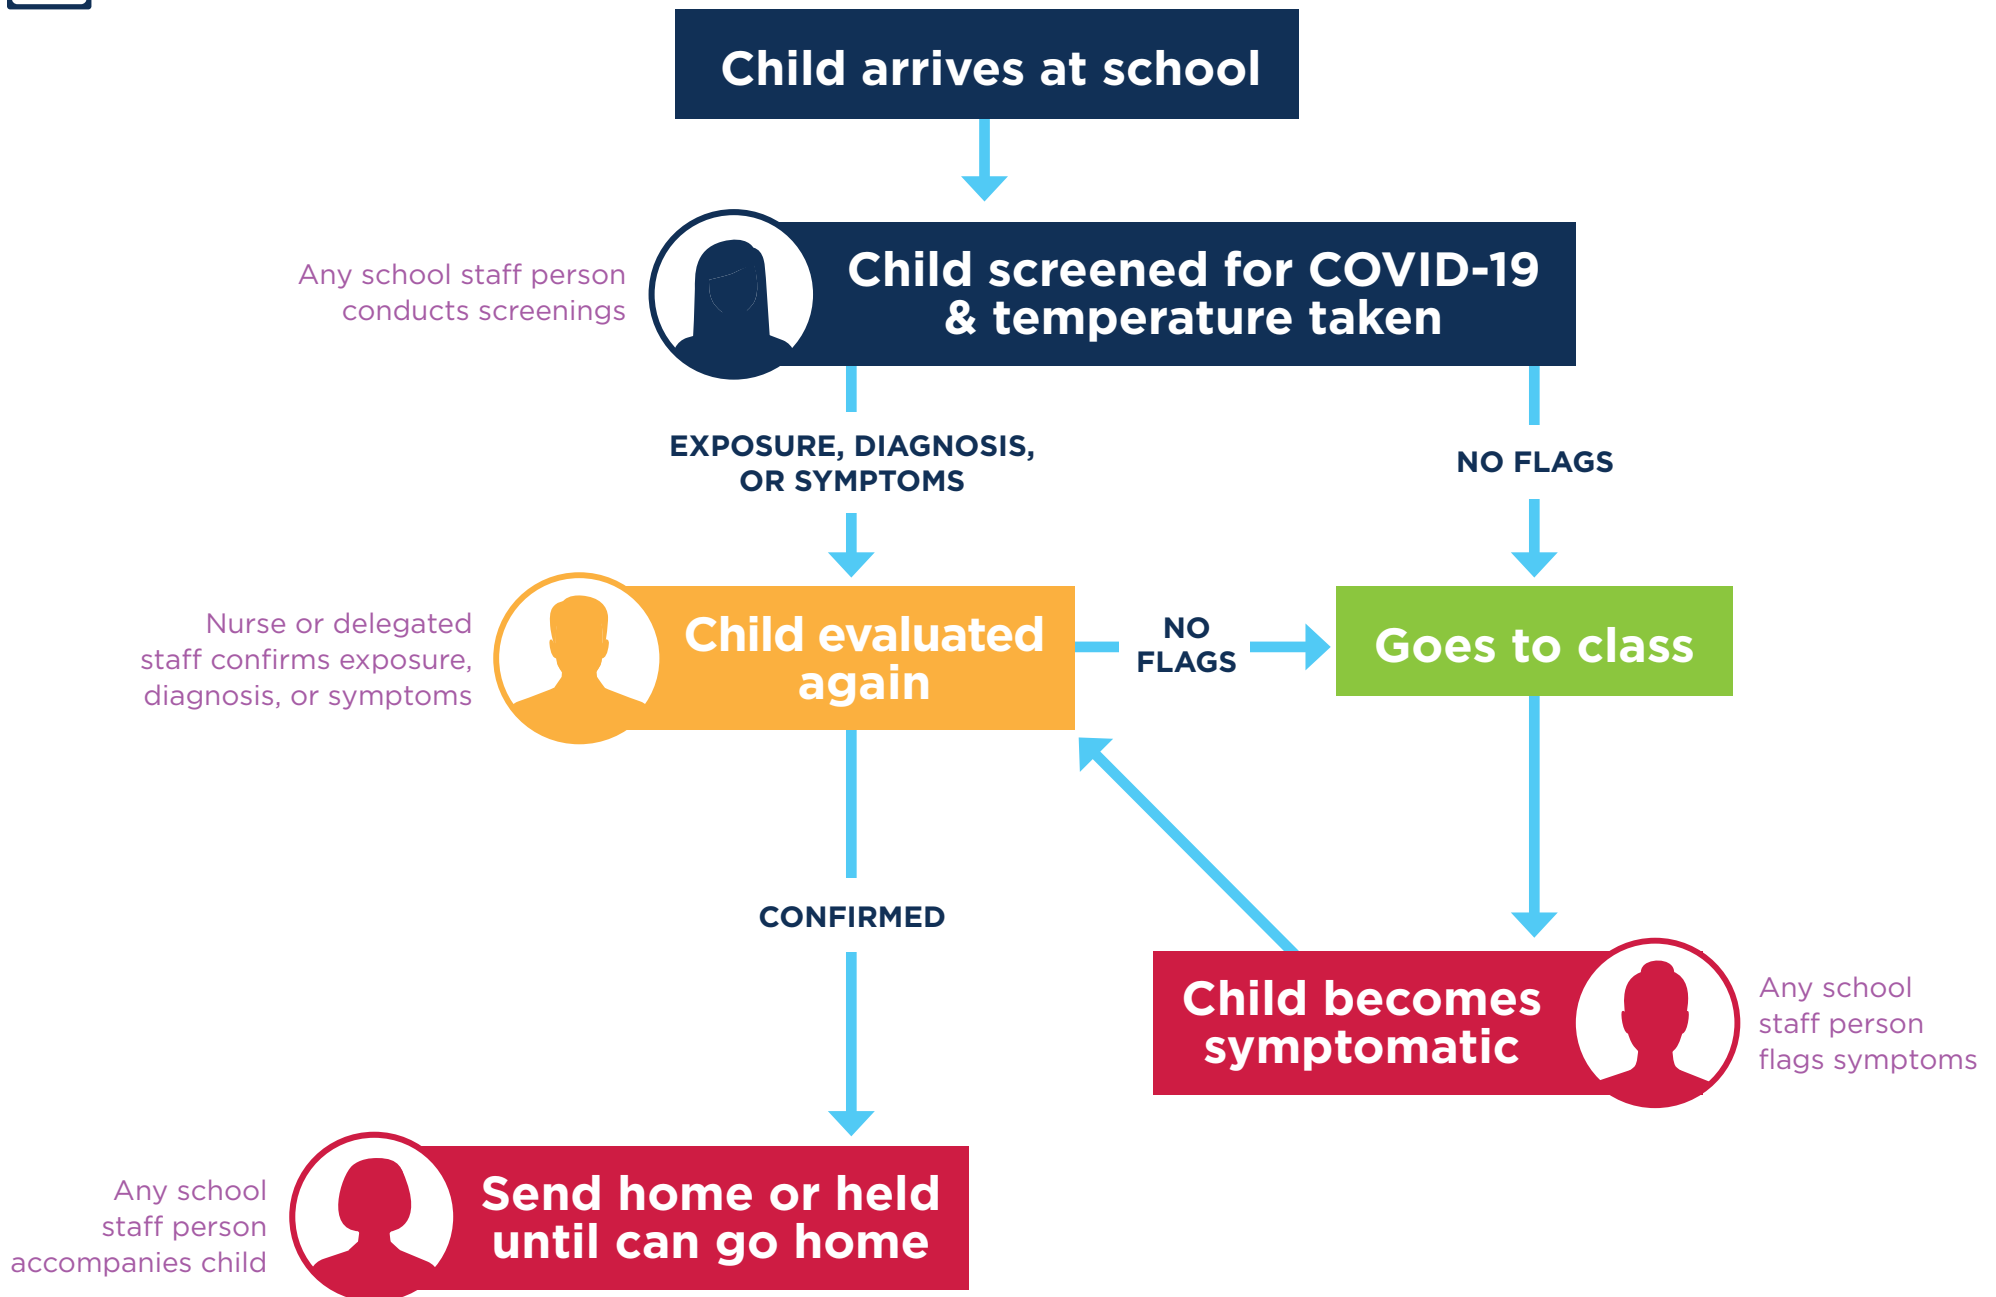 Child arrives at school
Any school staff person
conducts screenings
Child screened for COVID-19
& temperature taken
EXPOSURE, DIAGNOSIS,
OR SYMPTOMS
NO FLAGS
Nurse or delegated
staff confirms exposure,
diagnosis, or symptoms
Child evaluated
again
NO
FLAGS
Goes to class
CONFIRMED
Child becomes
symptomatic
Any school
staff person
flags symptoms
Any school
staff person
accompanies child
Send home or held
until can go home